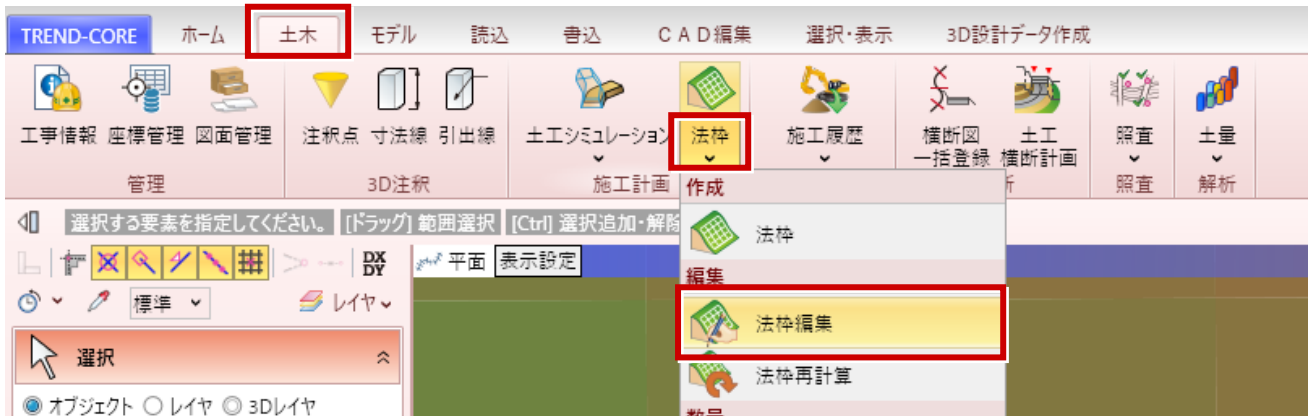 TREND-CORE ホーム 土木 モデル 読込 書込 ＣＡＤ編集 選択・表示 3D設計データ作成
工事情報 座標管理 図面管理 注釈点 寸法線 引出線 土工シミュレーション 法枠 施工履歴 横断図 土工 照査 土量
一括登録 横断計画
管理 3D注釈 施工計画 照査 解析
作成
選択する要素を指定してください。 [ドラッグ] 範囲選択 [Ctrl] 選択追加・解除
法枠
DX
DY
平面 表示設定
編集
標準 レイヤ
法枠編集
選択
法枠再計算
オブジェクト レイヤ 3Dレイヤ